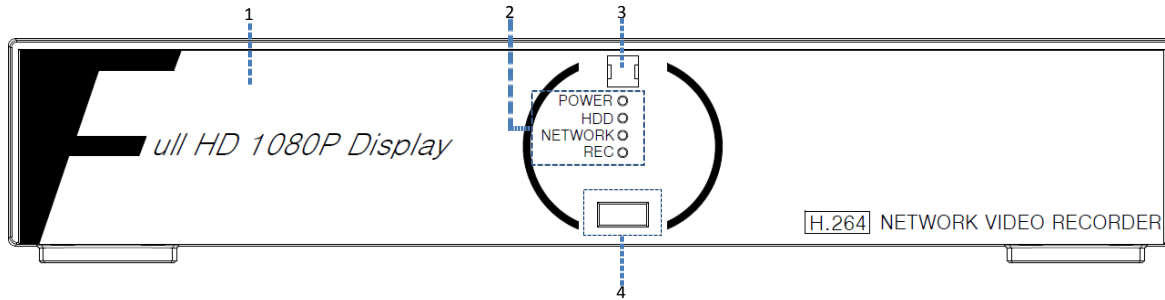 1
2
3
POWER
HDD
NETWORK
REC
Full HD 1080P Display
H.264 NETWORK VIDEO RECORDER
4